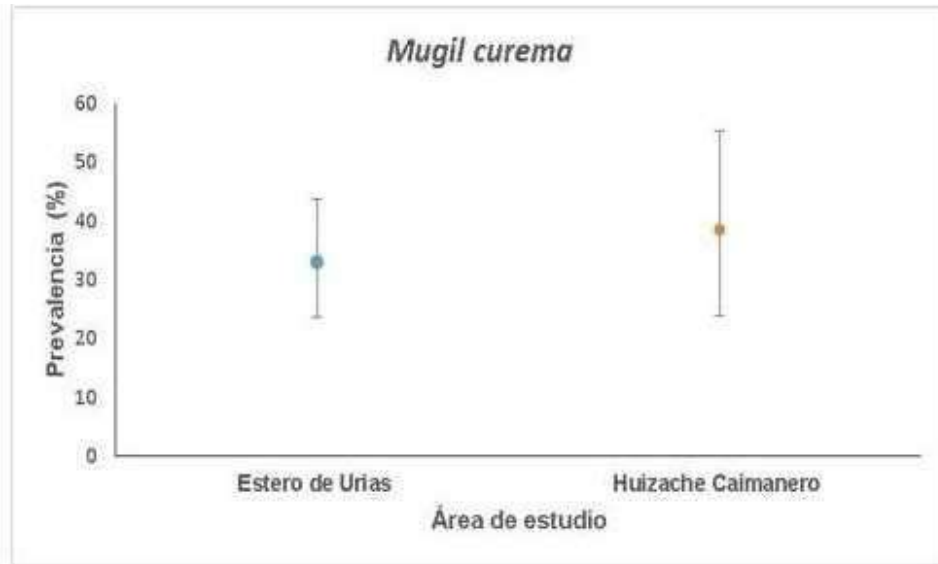 Mugil curema
60
50
40
30
20
10
0
Prevalencia (%)
Estero de Urias
Huizache Caimanero
Área de estudio